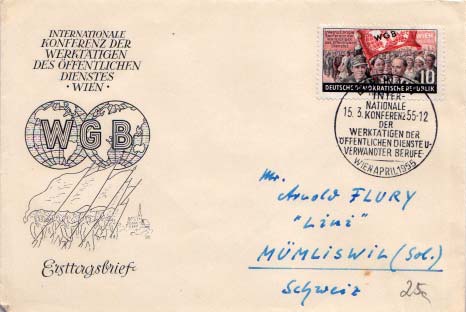 INTERNATIONALE
KONFERENZ DER
WERKTÄTIGEN
DES ÖFFENTLICHEN
DIENSTES
· WIEN ·
WGB
Ersttagsbrief
WGB
WIEN
10
DEUTSCHE DEMOKRATISCHE REPUBLIK
INTER-
NATIONALE
15.3. KONFERENZ 55-12
DER
WERKTÄTIGEN DER
ÖFFENTLICHEN DIENSTE U·
VERWANDTER BERUFE
WIEN APRIL 1955
Mr.
Arnold FLURY
"Lini"
MÜMLISWIL (Sol.)
Schweiz
25.